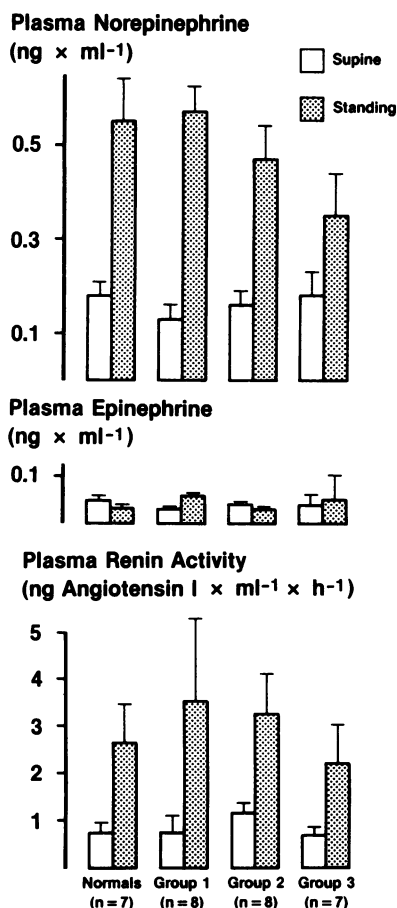 Plasma Norepinephrine
(ng × ml⁻¹)
Supine
Standing
0.5
0.3
0.1
Plasma Epinephrine
(ng × ml⁻¹)
0.1
Plasma Renin Activity
(ng Angiotensin I × ml⁻¹ × h⁻¹)
5
4
3
2
1
Normals Group 1 Group 2 Group 3
(n=7) (n=8) (n=8) (n=7)